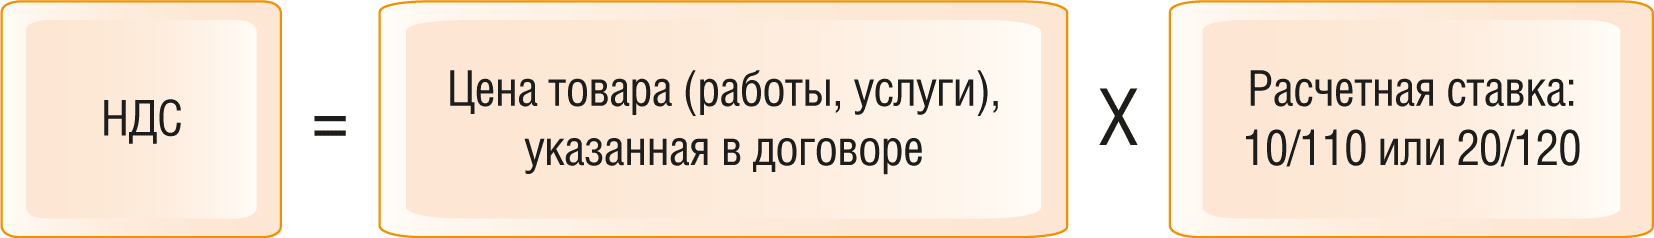 НДС
=
Цена товара (работы, услуги),
указанная в договоре
X
Расчетная ставка:
10/110 или 20/120